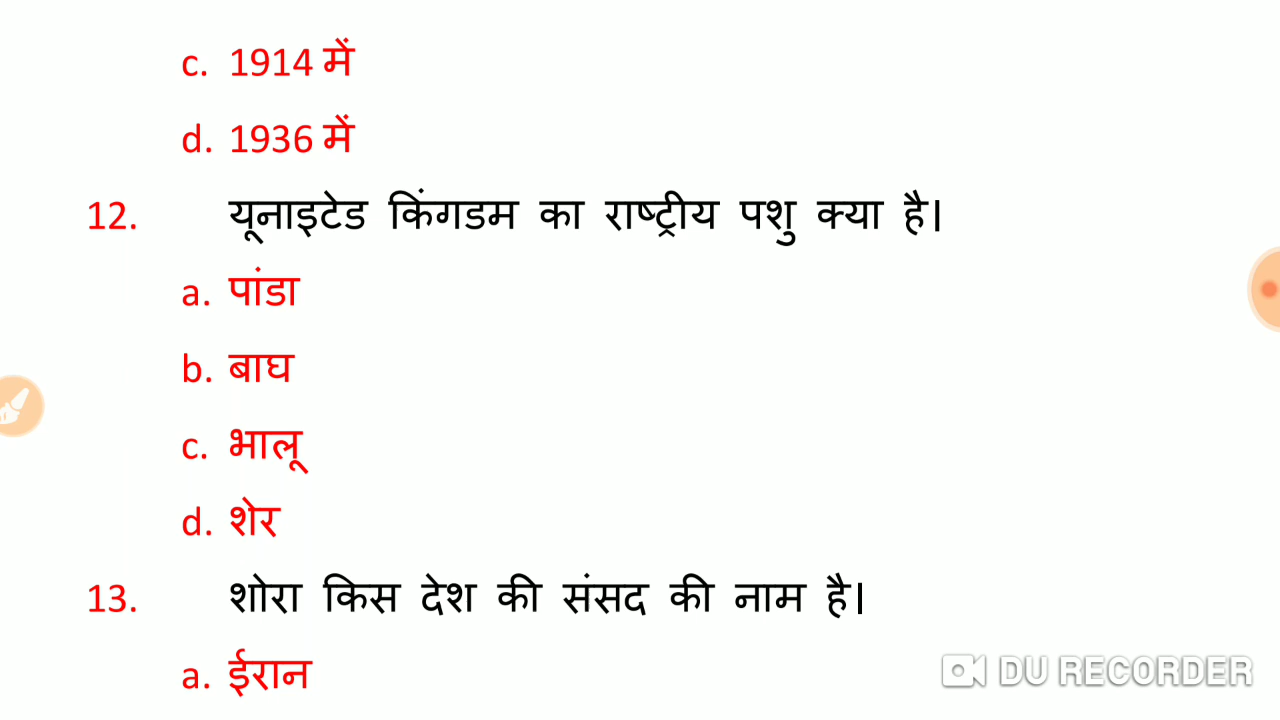 c. 1914 में
d. 1936 में
12. यूनाइटेड किंगडम का राष्ट्रीय पशु क्या है।
a. पांडा
b. बाघ
c. भालू
d. शेर
13. शोरा किस देश की संसद की नाम है।
a. ईरान
DU RECORDER